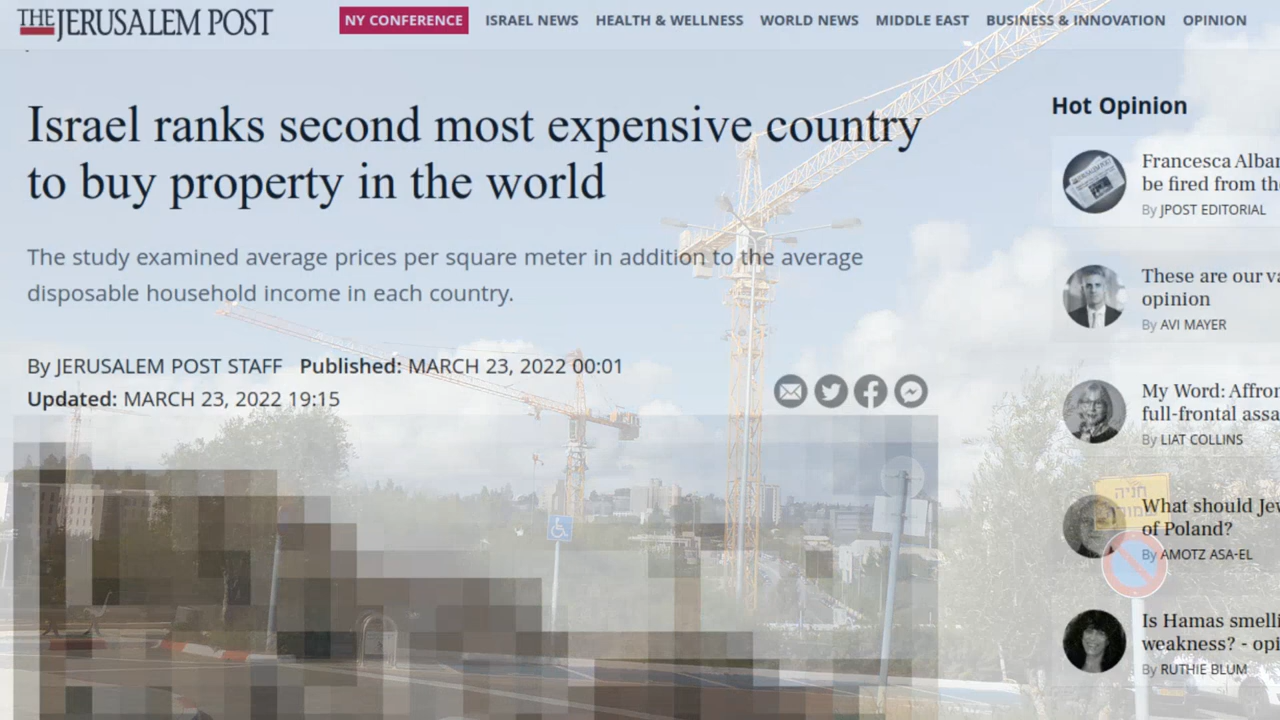 THE JERUSALEM POST
NY CONFERENCE
ISRAEL NEWS
HEALTH & WELLNESS
WORLD NEWS
MIDDLE EAST
BUSINESS & INNOVATION
OPINION
Israel ranks second most expensive country
to buy property in the world
The study examined average prices per square meter in addition to the average
disposable household income in each country.
By JERUSALEM POST STAFF Published: MARCH 23, 2022 00:01
Updated: MARCH 23, 2022 19:15
Hot Opinion
Francesca Alban
be fired from the
By JPOST EDITORIAL
These are our va
opinion
By AVI MAYER
My Word: Affron
full-frontal assa
By LIAT COLLINS
What should Jew
of Poland?
By AMOTZ ASA-EL
Is Hamas smelli
weakness? - opi
By RUTHIE BLUM
חניה